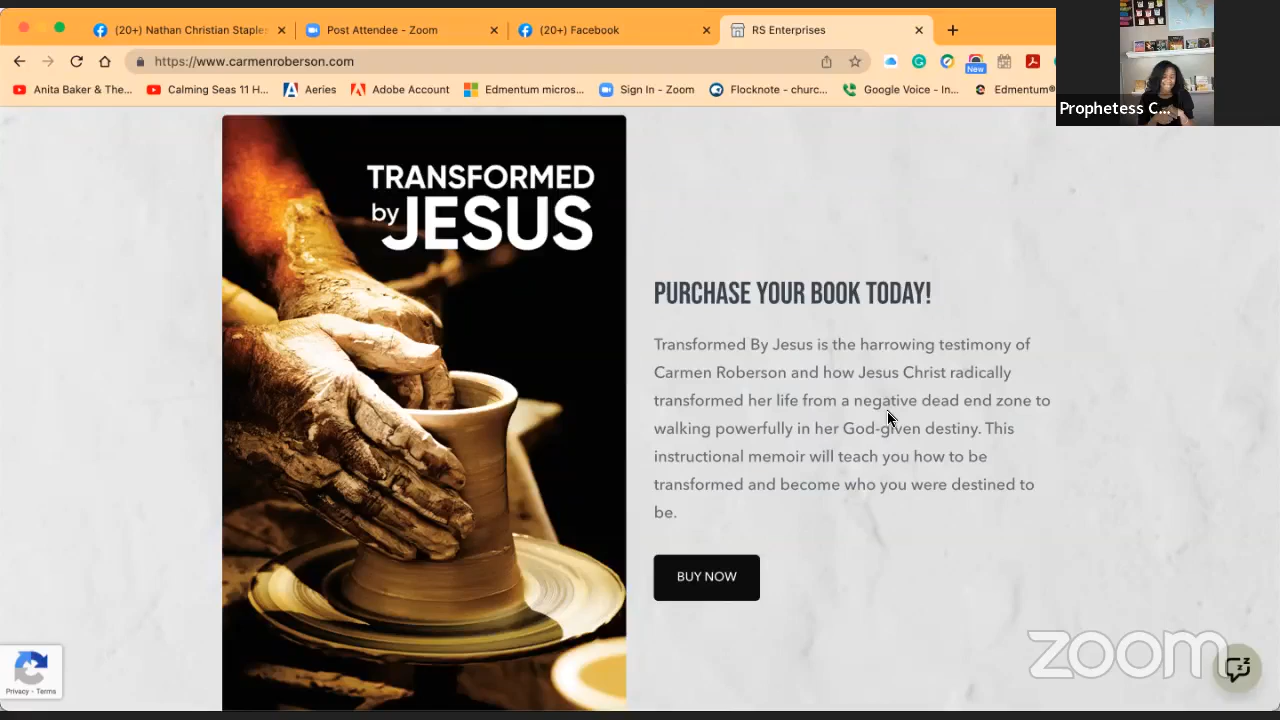 (20+) Nathan Christian Staple
Post Attendee - Zoom
(20+) Facebook
RS Enterprises
https://www.carmenroberson.com
New
Anita Baker & The...
Calming Seas 11 H...
Aeries
Adobe Account
Edmentum micros...
Sign In - Zoom
Flocknote - churc...
Google Voice - In...
Edmentum®
Prophetess C...
TRANSFORMED
by JESUS
PURCHASE YOUR BOOK TODAY!
Transformed By Jesus is the harrowing testimony of
Carmen Roberson and how Jesus Christ radically
transformed her life from a negative dead end zone to
walking powerfully in her God-given destiny. This
instructional memoir will teach you how to be
transformed and become who you were destined to
be.
BUY NOW
Privacy - Terms
zoom